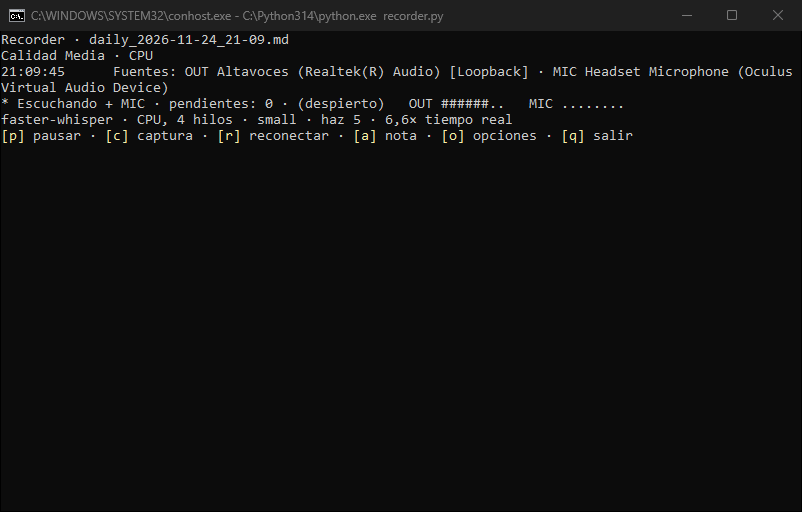 C:\WINDOWS\SYSTEM32\conhost.exe - C:\Python314\python.exe  recorder.py
Recorder · daily_2026-11-24_21-09.md
Calidad Media · CPU
21:09:45      Fuentes: OUT Altavoces (Realtek(R) Audio) [Loopback] · MIC Headset Microphone (Oculus
Virtual Audio Device)
* Escuchando + MIC · pendientes: 0 · (despierto)   OUT ######..   MIC ........
faster-whisper · CPU, 4 hilos · small · haz 5 · 6,6× tiempo real
[p] pausar · [c] captura · [r] reconectar · [a] nota · [o] opciones · [q] salir